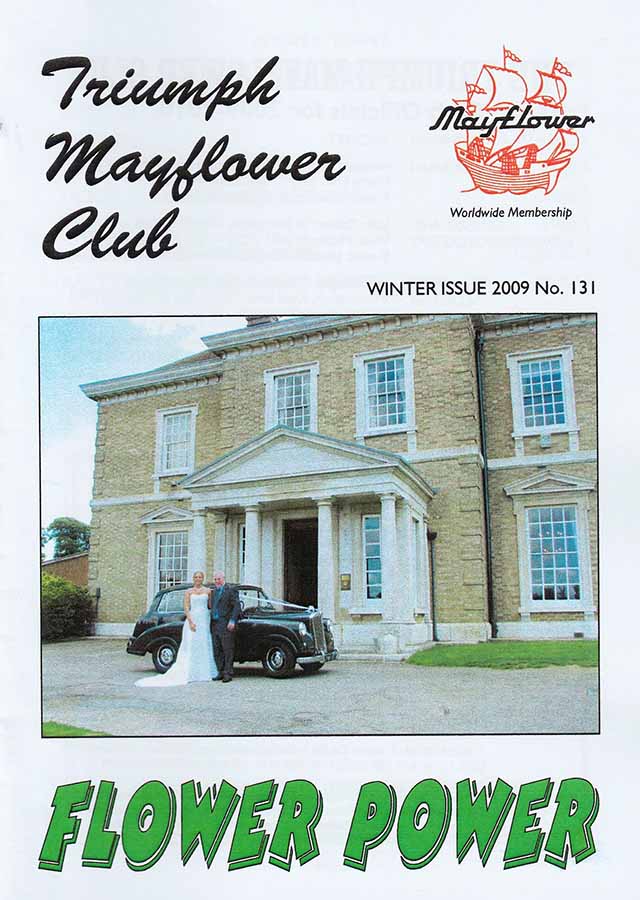 Triumph
Mayflower
Club
Mayflower
Worldwide Membership
WINTER ISSUE 2009 No. 131
FLOWER POWER